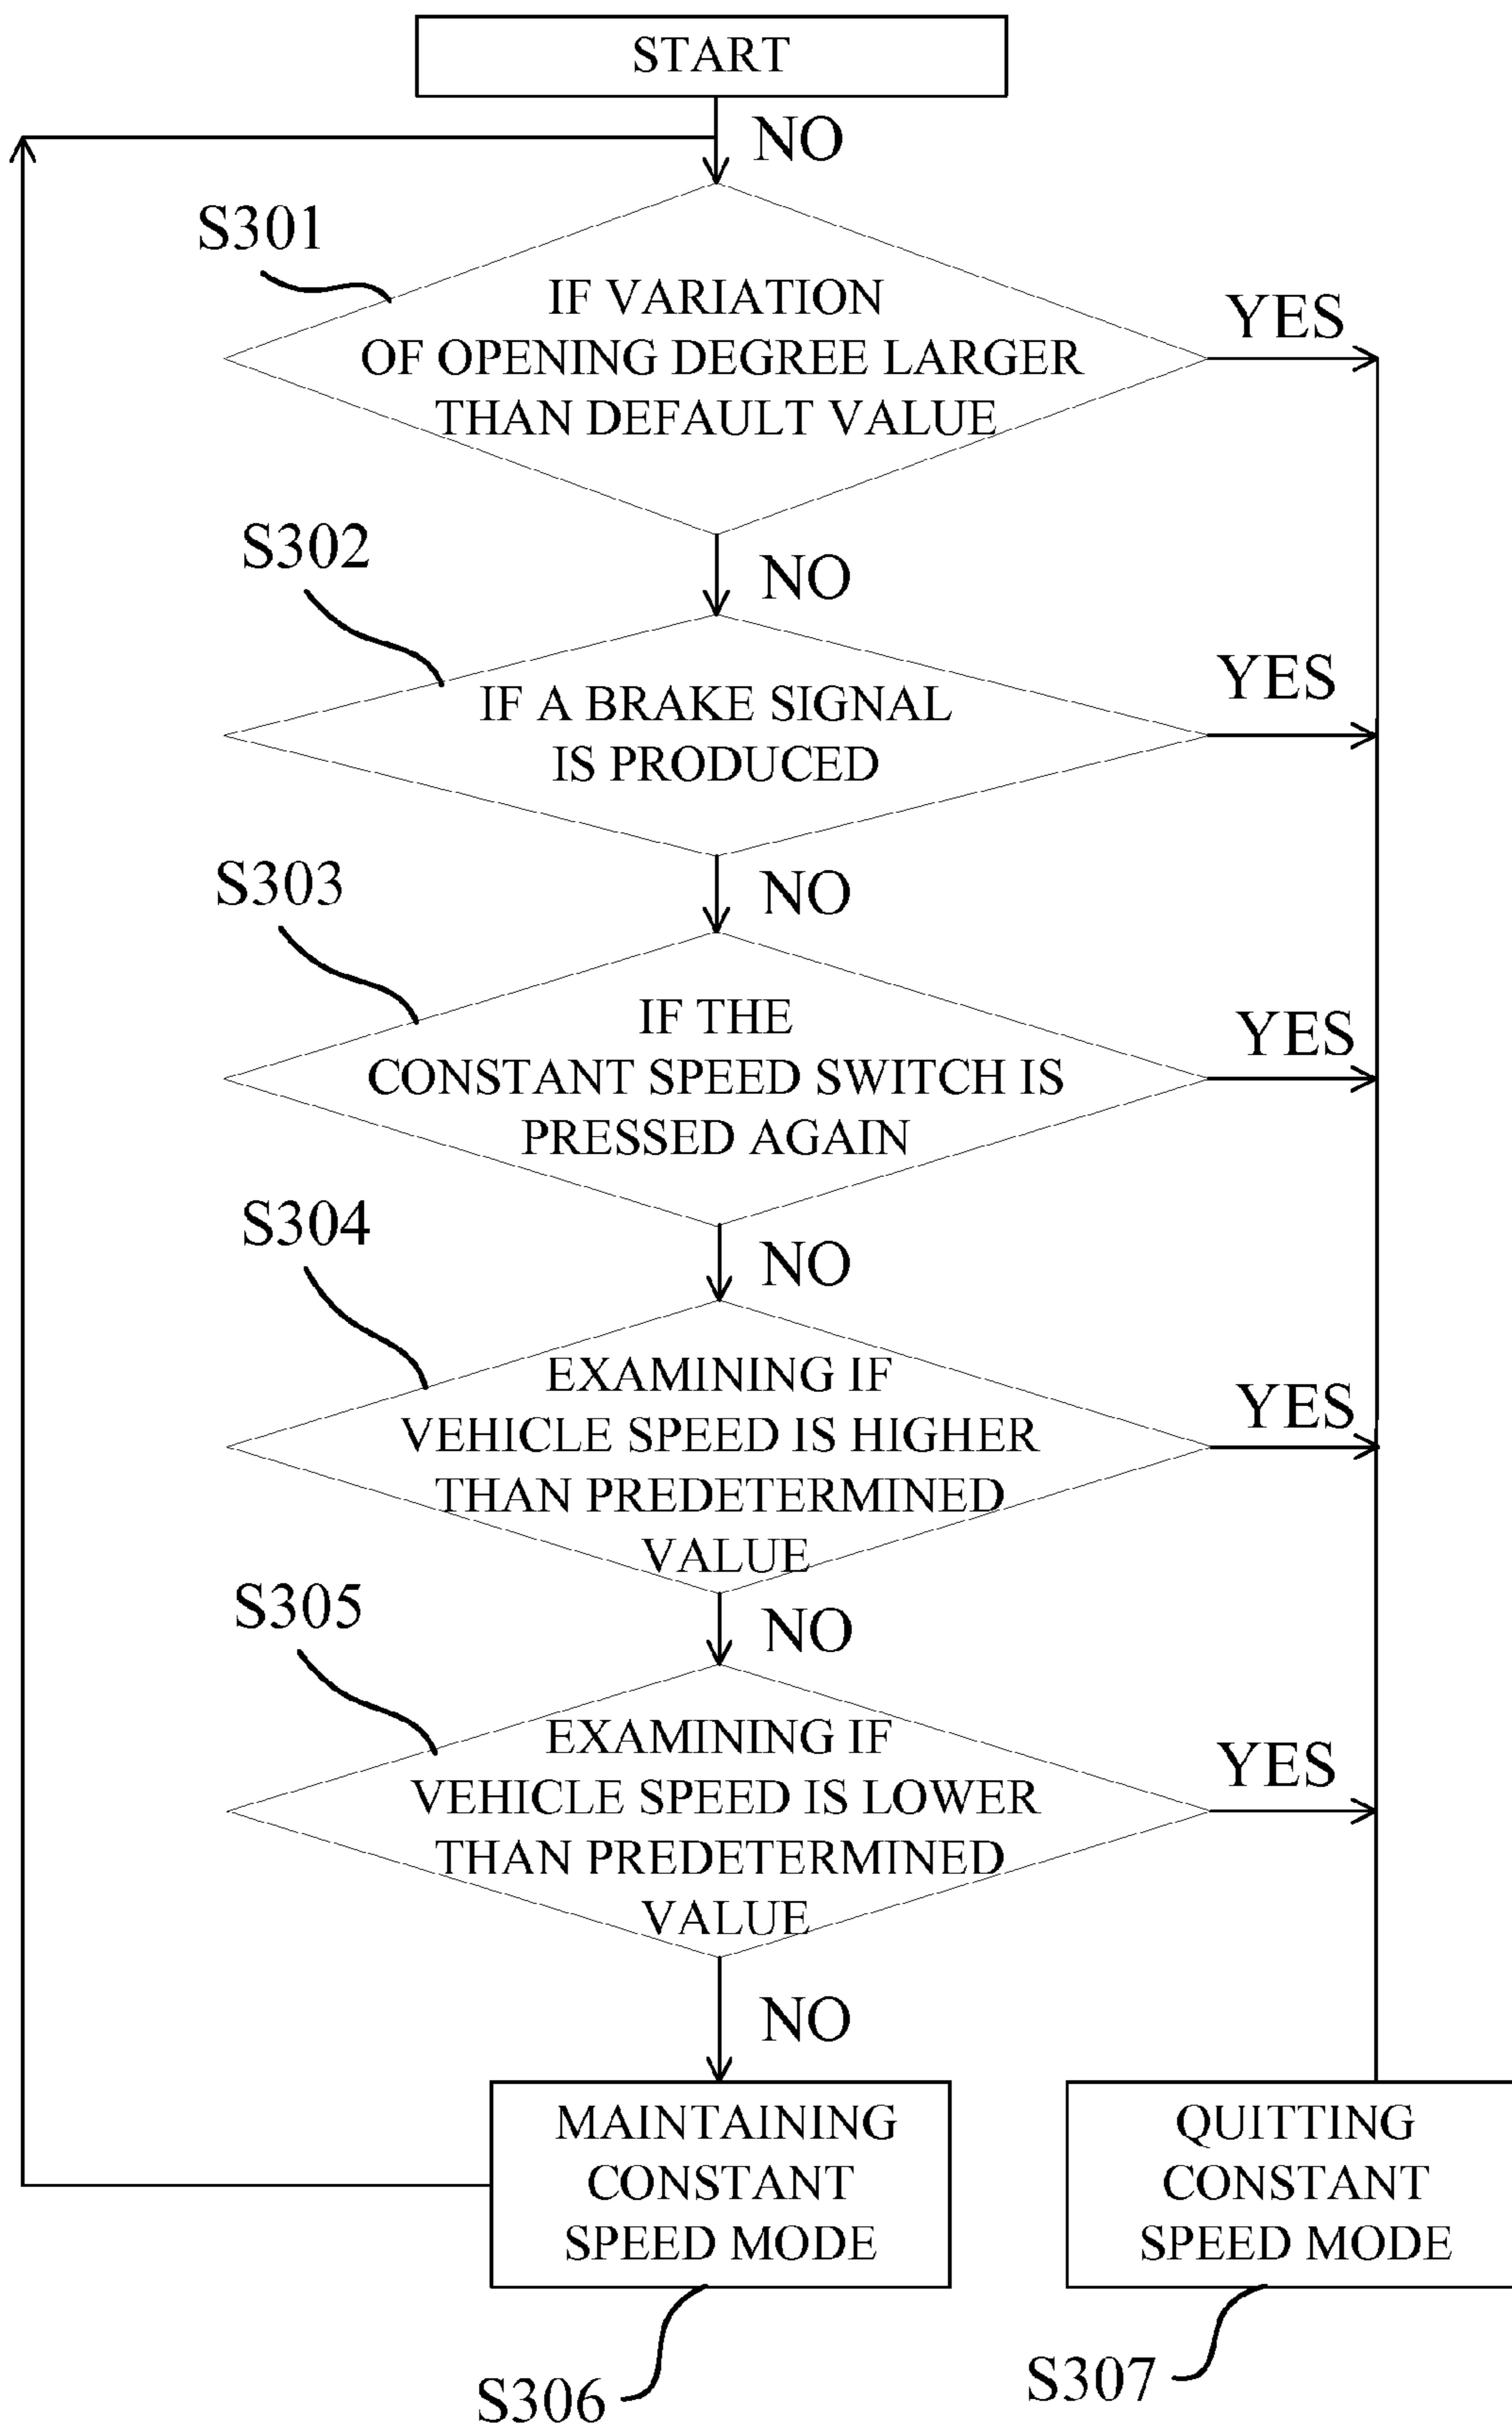 START
NO
S301
IF VARIATION
OF OPENING DEGREE LARGER
THAN DEFAULT VALUE
YES
NO
S302
IF A BRAKE SIGNAL
IS PRODUCED
YES
NO
S303
IF THE
CONSTANT SPEED SWITCH IS
PRESSED AGAIN
YES
NO
S304
EXAMINING IF
VEHICLE SPEED IS HIGHER
THAN PREDETERMINED
VALUE
YES
NO
S305
EXAMINING IF
VEHICLE SPEED IS LOWER
THAN PREDETERMINED
VALUE
YES
NO
MAINTAINING
CONSTANT
SPEED MODE
S306
QUITTING
CONSTANT
SPEED MODE
S307